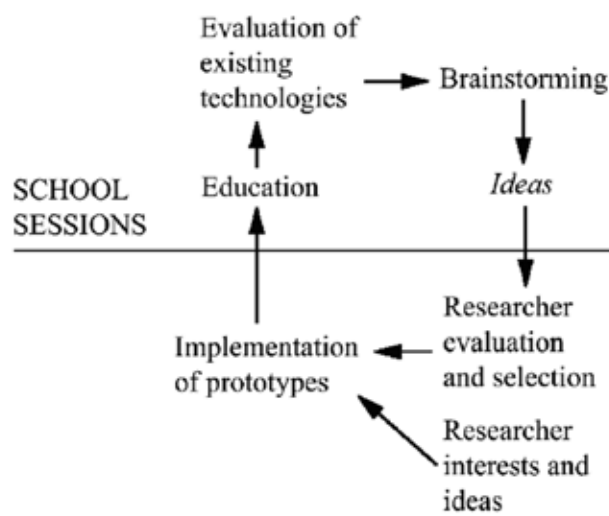 Evaluation of
existing
technologies
Brainstorming
SCHOOL
SESSIONS
Education
Ideas
Implementation
of prototypes
Researcher
evaluation
and selection
Researcher
interests and
ideas